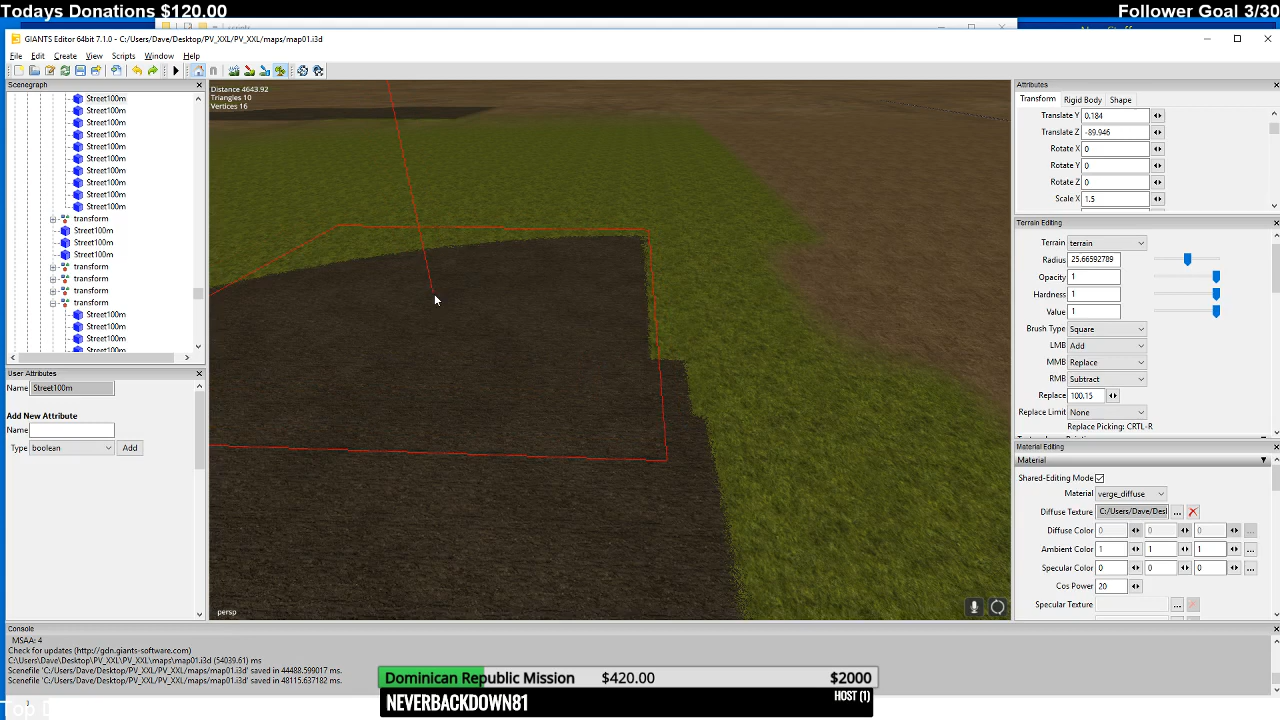 Todays Donations $120.00
Follower Goal 3/30
GIANTS Editor 64bit 7.1.0 - C:/Users/Dave/Desktop/PV_XXL/PV_XXL/maps/map01.i3d
File Edit Create View Scripts Window Help
Scenegraph
Street100m
Street100m
Street100m
Street100m
Street100m
Street100m
Street100m
Street100m
Street100m
Street100m
transform
Street100m
Street100m
Street100m
transform
transform
transform
transform
Street100m
Street100m
Street100m
Street100m
User Attributes
Name Street100m
Add New Attribute
Name
Type boolean Add
Distance 4643.92
Triangles 10
Vertices 16
persp
Attributes
Transform Rigid Body Shape
Translate Y 0.184
Translate Z -89.946
Rotate X 0
Rotate Y 0
Rotate Z 0
Scale X 1.5
Terrain Editing
Terrain terrain
Radius 25.66592789
Opacity 1
Hardness 1
Value 1
Brush Type Square
LMB Add
MMB Replace
RMB Subtract
Replace 100.15
Replace Limit None
Replace Picking: CRTL-R
Material Editing
Material
Shared-Editing Mode
Material verge_diffuse
Diffuse Texture C:/Users/Dave/Desl ...
Diffuse Color 0 0 0 ...
Ambient Color 1 1 1 ...
Specular Color 0 0 0 ...
Cos Power 20
Specular Texture ...
Console
MSAA: 4
Check for updates (http://gdn.giants-software.com)
C:\Users\Dave\Desktop\PV_XXL\PV_XXL\maps\map01.i3d (54039.61) ms
Scenefile 'C:/Users/Dave/Desktop/PV_XXL/PV_XXL/maps/map01.i3d' saved in 44488.599017 ms.
Scenefile 'C:/Users/Dave/Desktop/PV_XXL/PV_XXL/maps/map01.i3d' saved in 48115.637182 ms.
Dominican Republic Mission $420.00 $2000
NEVERBACKDOWN81 HOST (1)
Top D